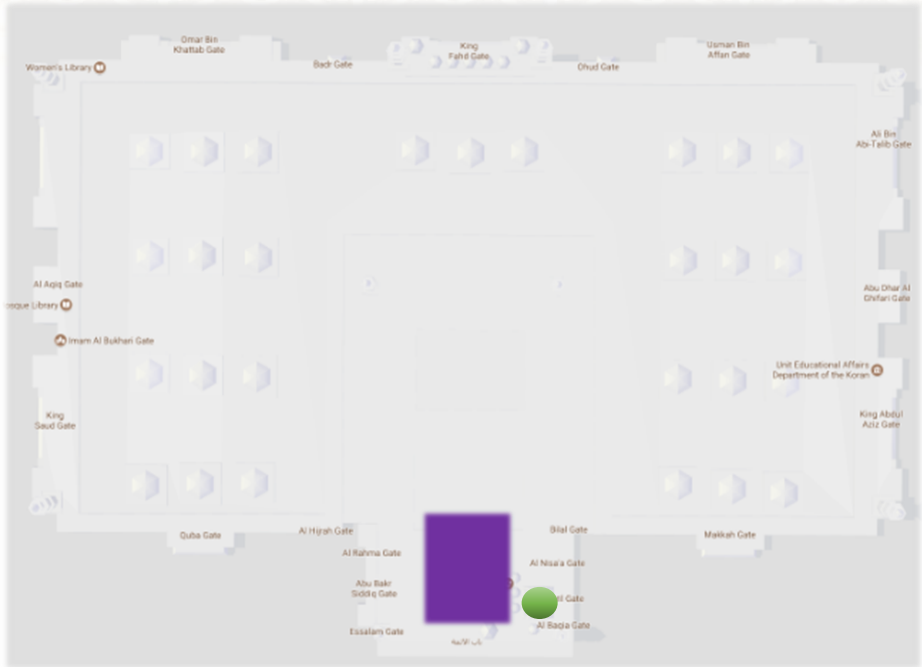 Omar Bin
Khattab Gate
King
Fahd Gate
Usman Bin
Affan Gate
Women's Library
Badr Gate
Ohud Gate
Ali Bin
Abi-Talib Gate
Al Aqiq Gate
Abu Dhar Al
Ghifari Gate
osque Library
Imam Al Bukhari Gate
Unit Educational Affairs
Department of the Koran
King
Saud Gate
King Abdul
Aziz Gate
Quba Gate
Al Hijrah Gate
Bilal Gate
Makkah Gate
Al Rahma Gate
Al Nisa'a Gate
Abu Bakr
Siddiq Gate
il Gate
Essalam Gate
Al Baqia Gate